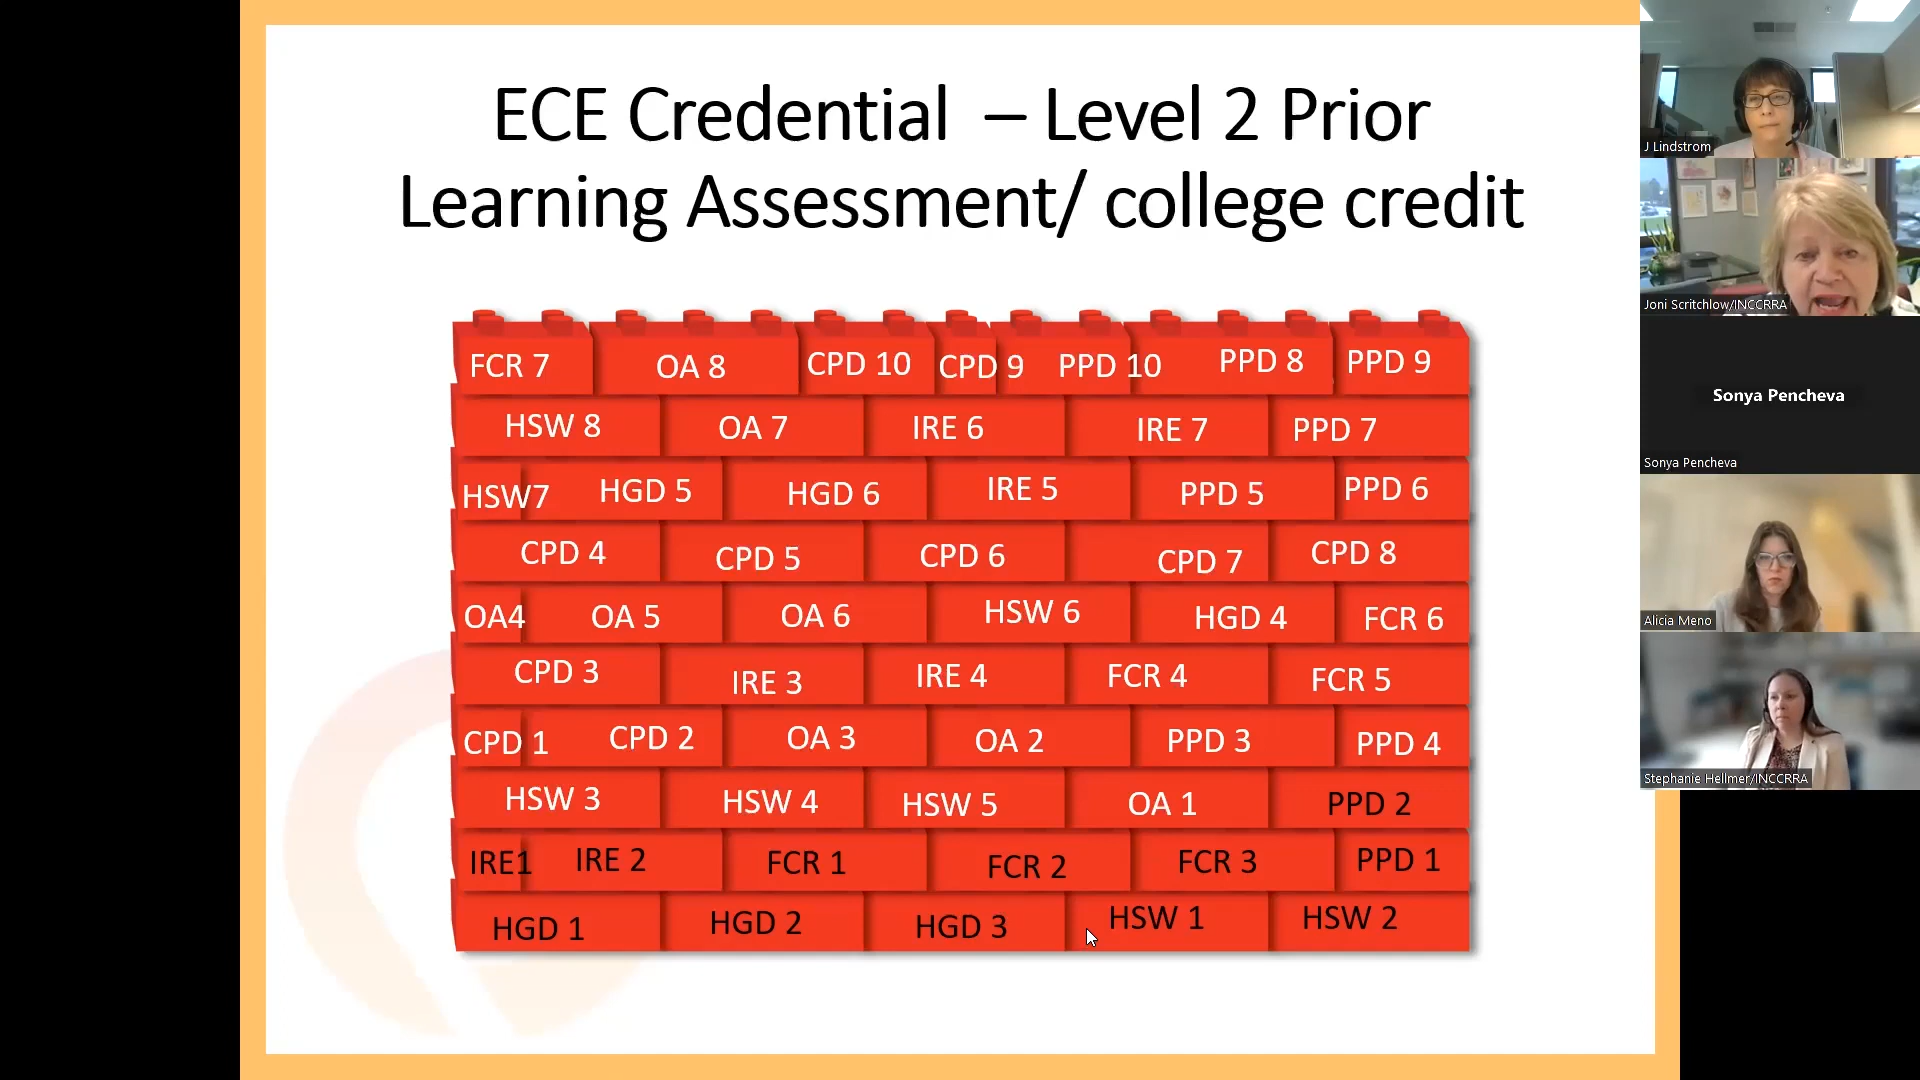 ECE Credential – Level 2 Prior
Learning Assessment/ college credit
FCR 7 OA 8 CPD 10 CPD 9 PPD 10 PPD 8 PPD 9
HSW 8 OA 7 IRE 6 IRE 7 PPD 7
HSW7 HGD 5 HGD 6 IRE 5 PPD 5 PPD 6
CPD 4 CPD 5 CPD 6 CPD 7 CPD 8
OA4 OA 5 OA 6 HSW 6 HGD 4 FCR 6
CPD 3 IRE 3 IRE 4 FCR 4 FCR 5
CPD 1 CPD 2 OA 3 OA 2 PPD 3 PPD 4
HSW 3 HSW 4 HSW 5 OA 1 PPD 2
IRE1 IRE 2 FCR 1 FCR 2 FCR 3 PPD 1
HGD 1 HGD 2 HGD 3 HSW 1 HSW 2
J Lindstrom
Joni Scritchlow/INCCRRA
Sonya Pencheva
Sonya Pencheva
Alicia Meno
Stephanie Hellmer/INCCRRA